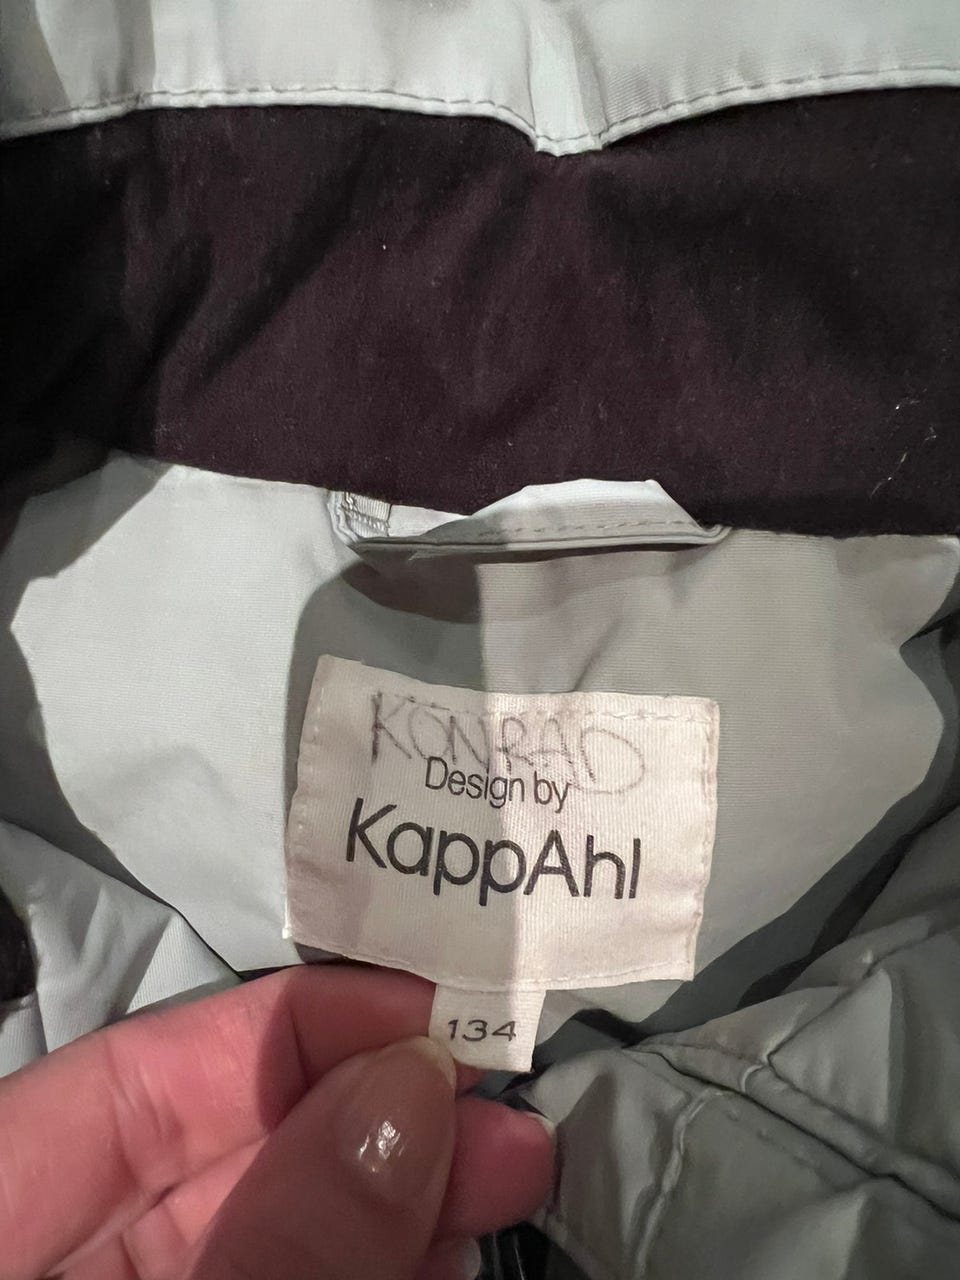 KONRAD
Design by
KappAhl
134